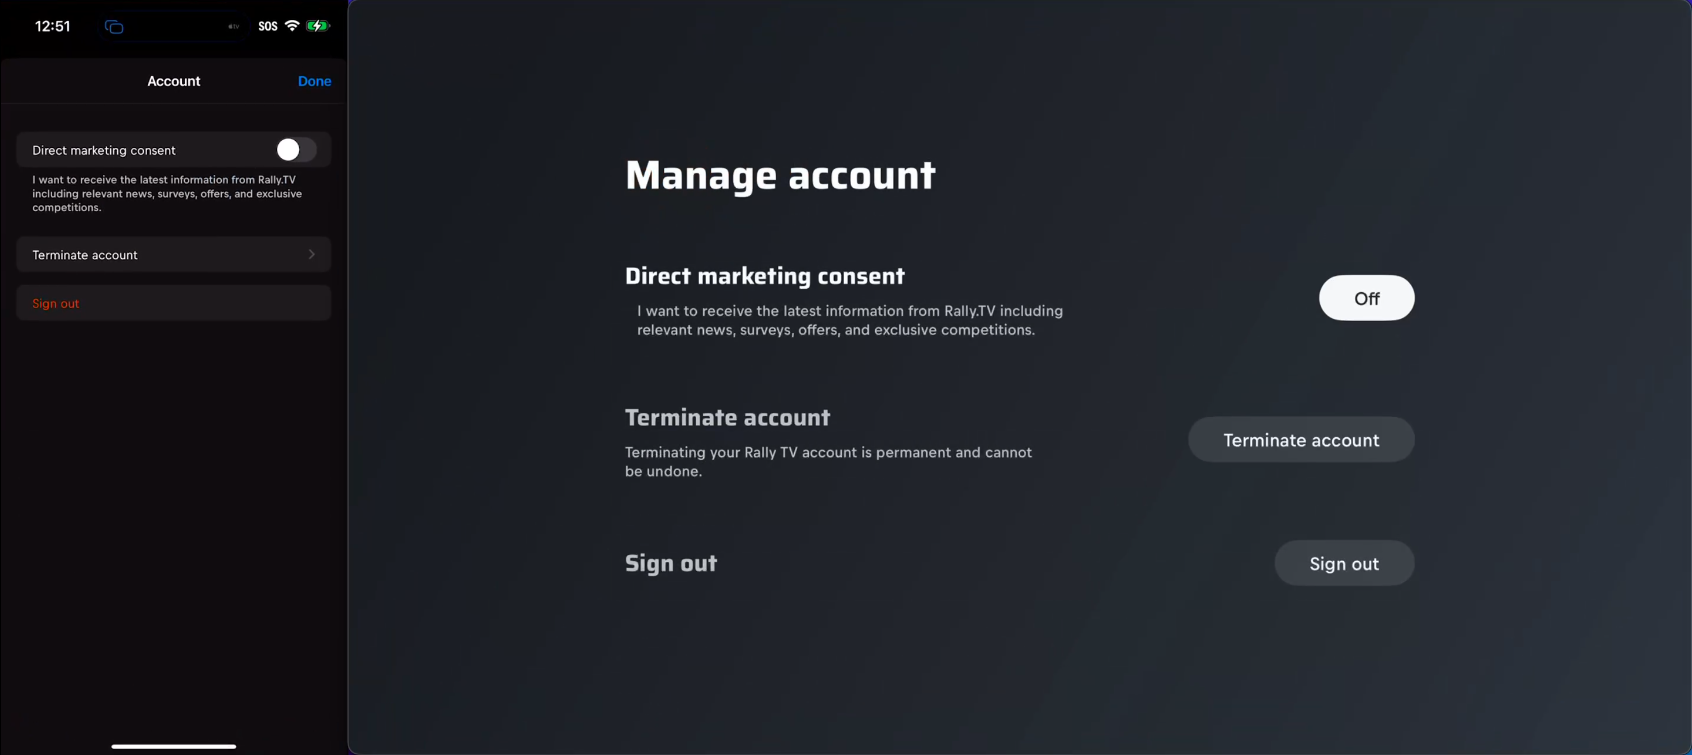 12:51
tv
SOS
Account
Done
Direct marketing consent
I want to receive the latest information from Rally.TV
including relevant news, surveys, offers, and exclusive
competitions.
Terminate account
Sign out
Manage account
Direct marketing consent
Off
I want to receive the latest information from Rally.TV including
relevant news, surveys, offers, and exclusive competitions.
Terminate account
Terminate account
Terminating your Rally TV account is permanent and cannot
be undone.
Sign out
Sign out